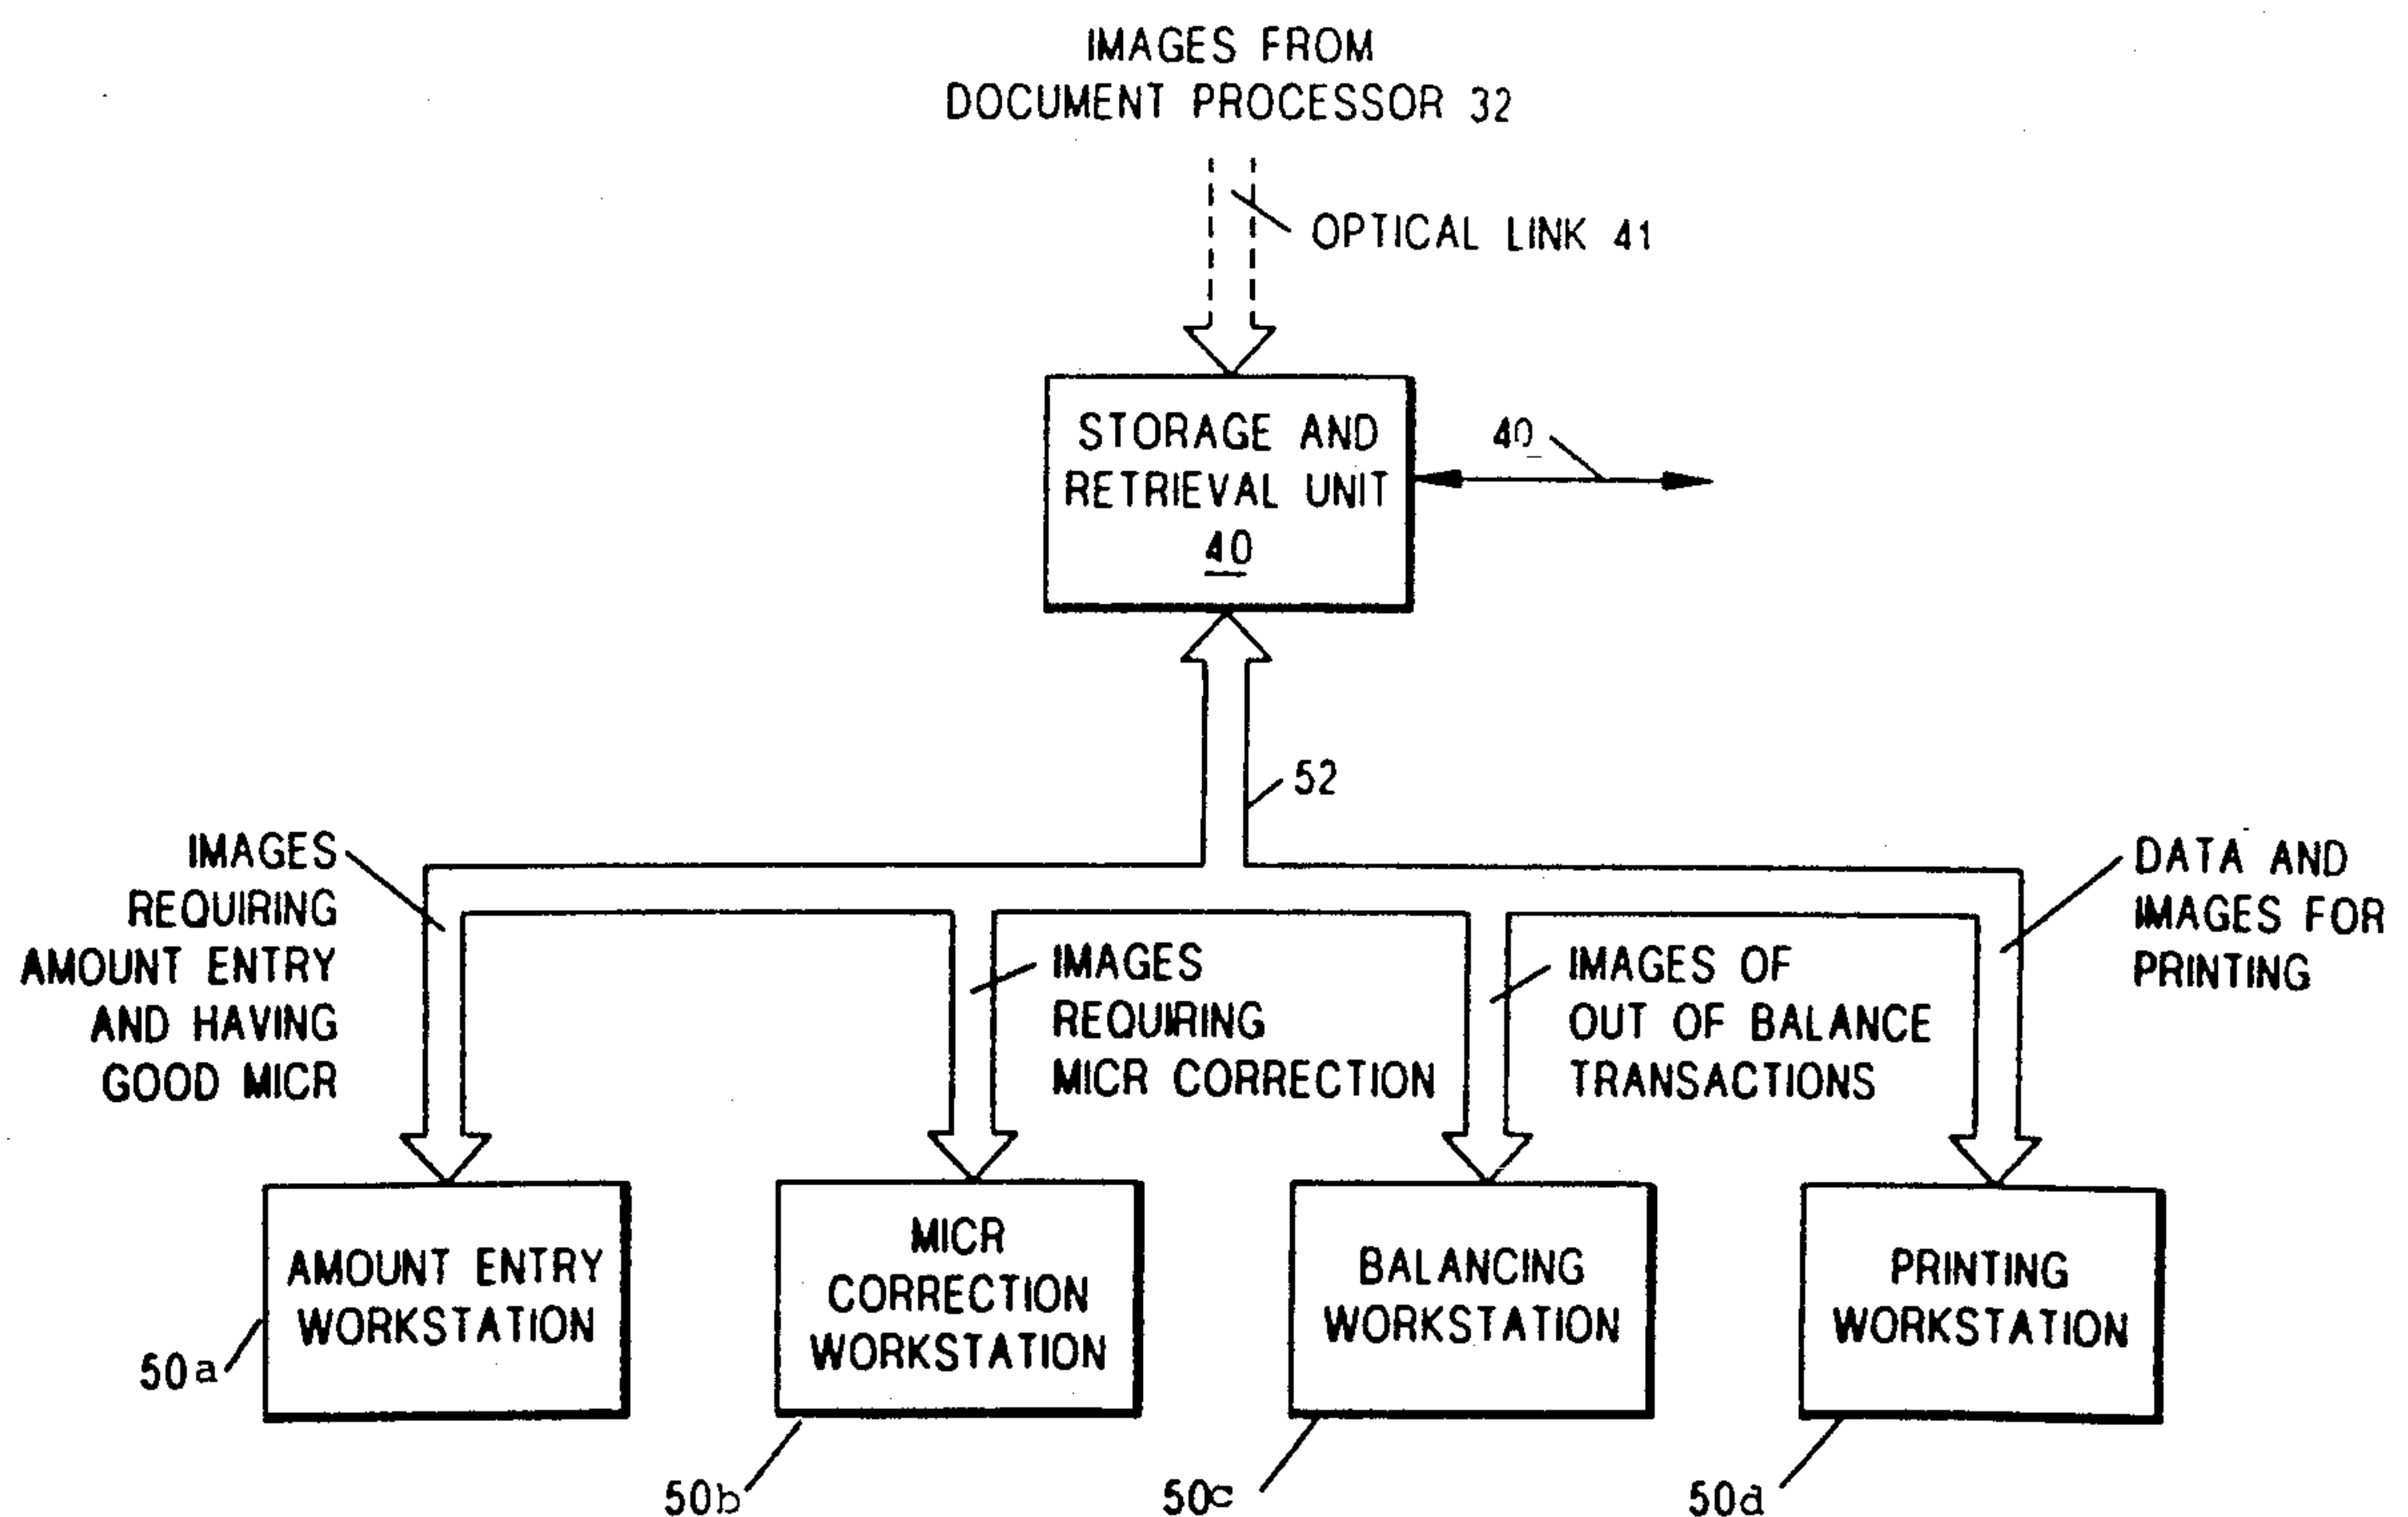 IMAGES FROM
DOCUMENT PROCESSOR 32
OPTICAL LINK 41
STORAGE AND
RETRIEVAL UNIT
40
40
52
IMAGES
REQUIRING
AMOUNT ENTRY
AND HAVING
GOOD MICR
IMAGES
REQUIRING
MICR CORRECTION
IMAGES OF
OUT OF BALANCE
TRANSACTIONS
DATA AND
IMAGES FOR
PRINTING
AMOUNT ENTRY
WORKSTATION
50a
MICR
CORRECTION
WORKSTATION
50b
BALANCING
WORKSTATION
50c
PRINTING
WORKSTATION
50d